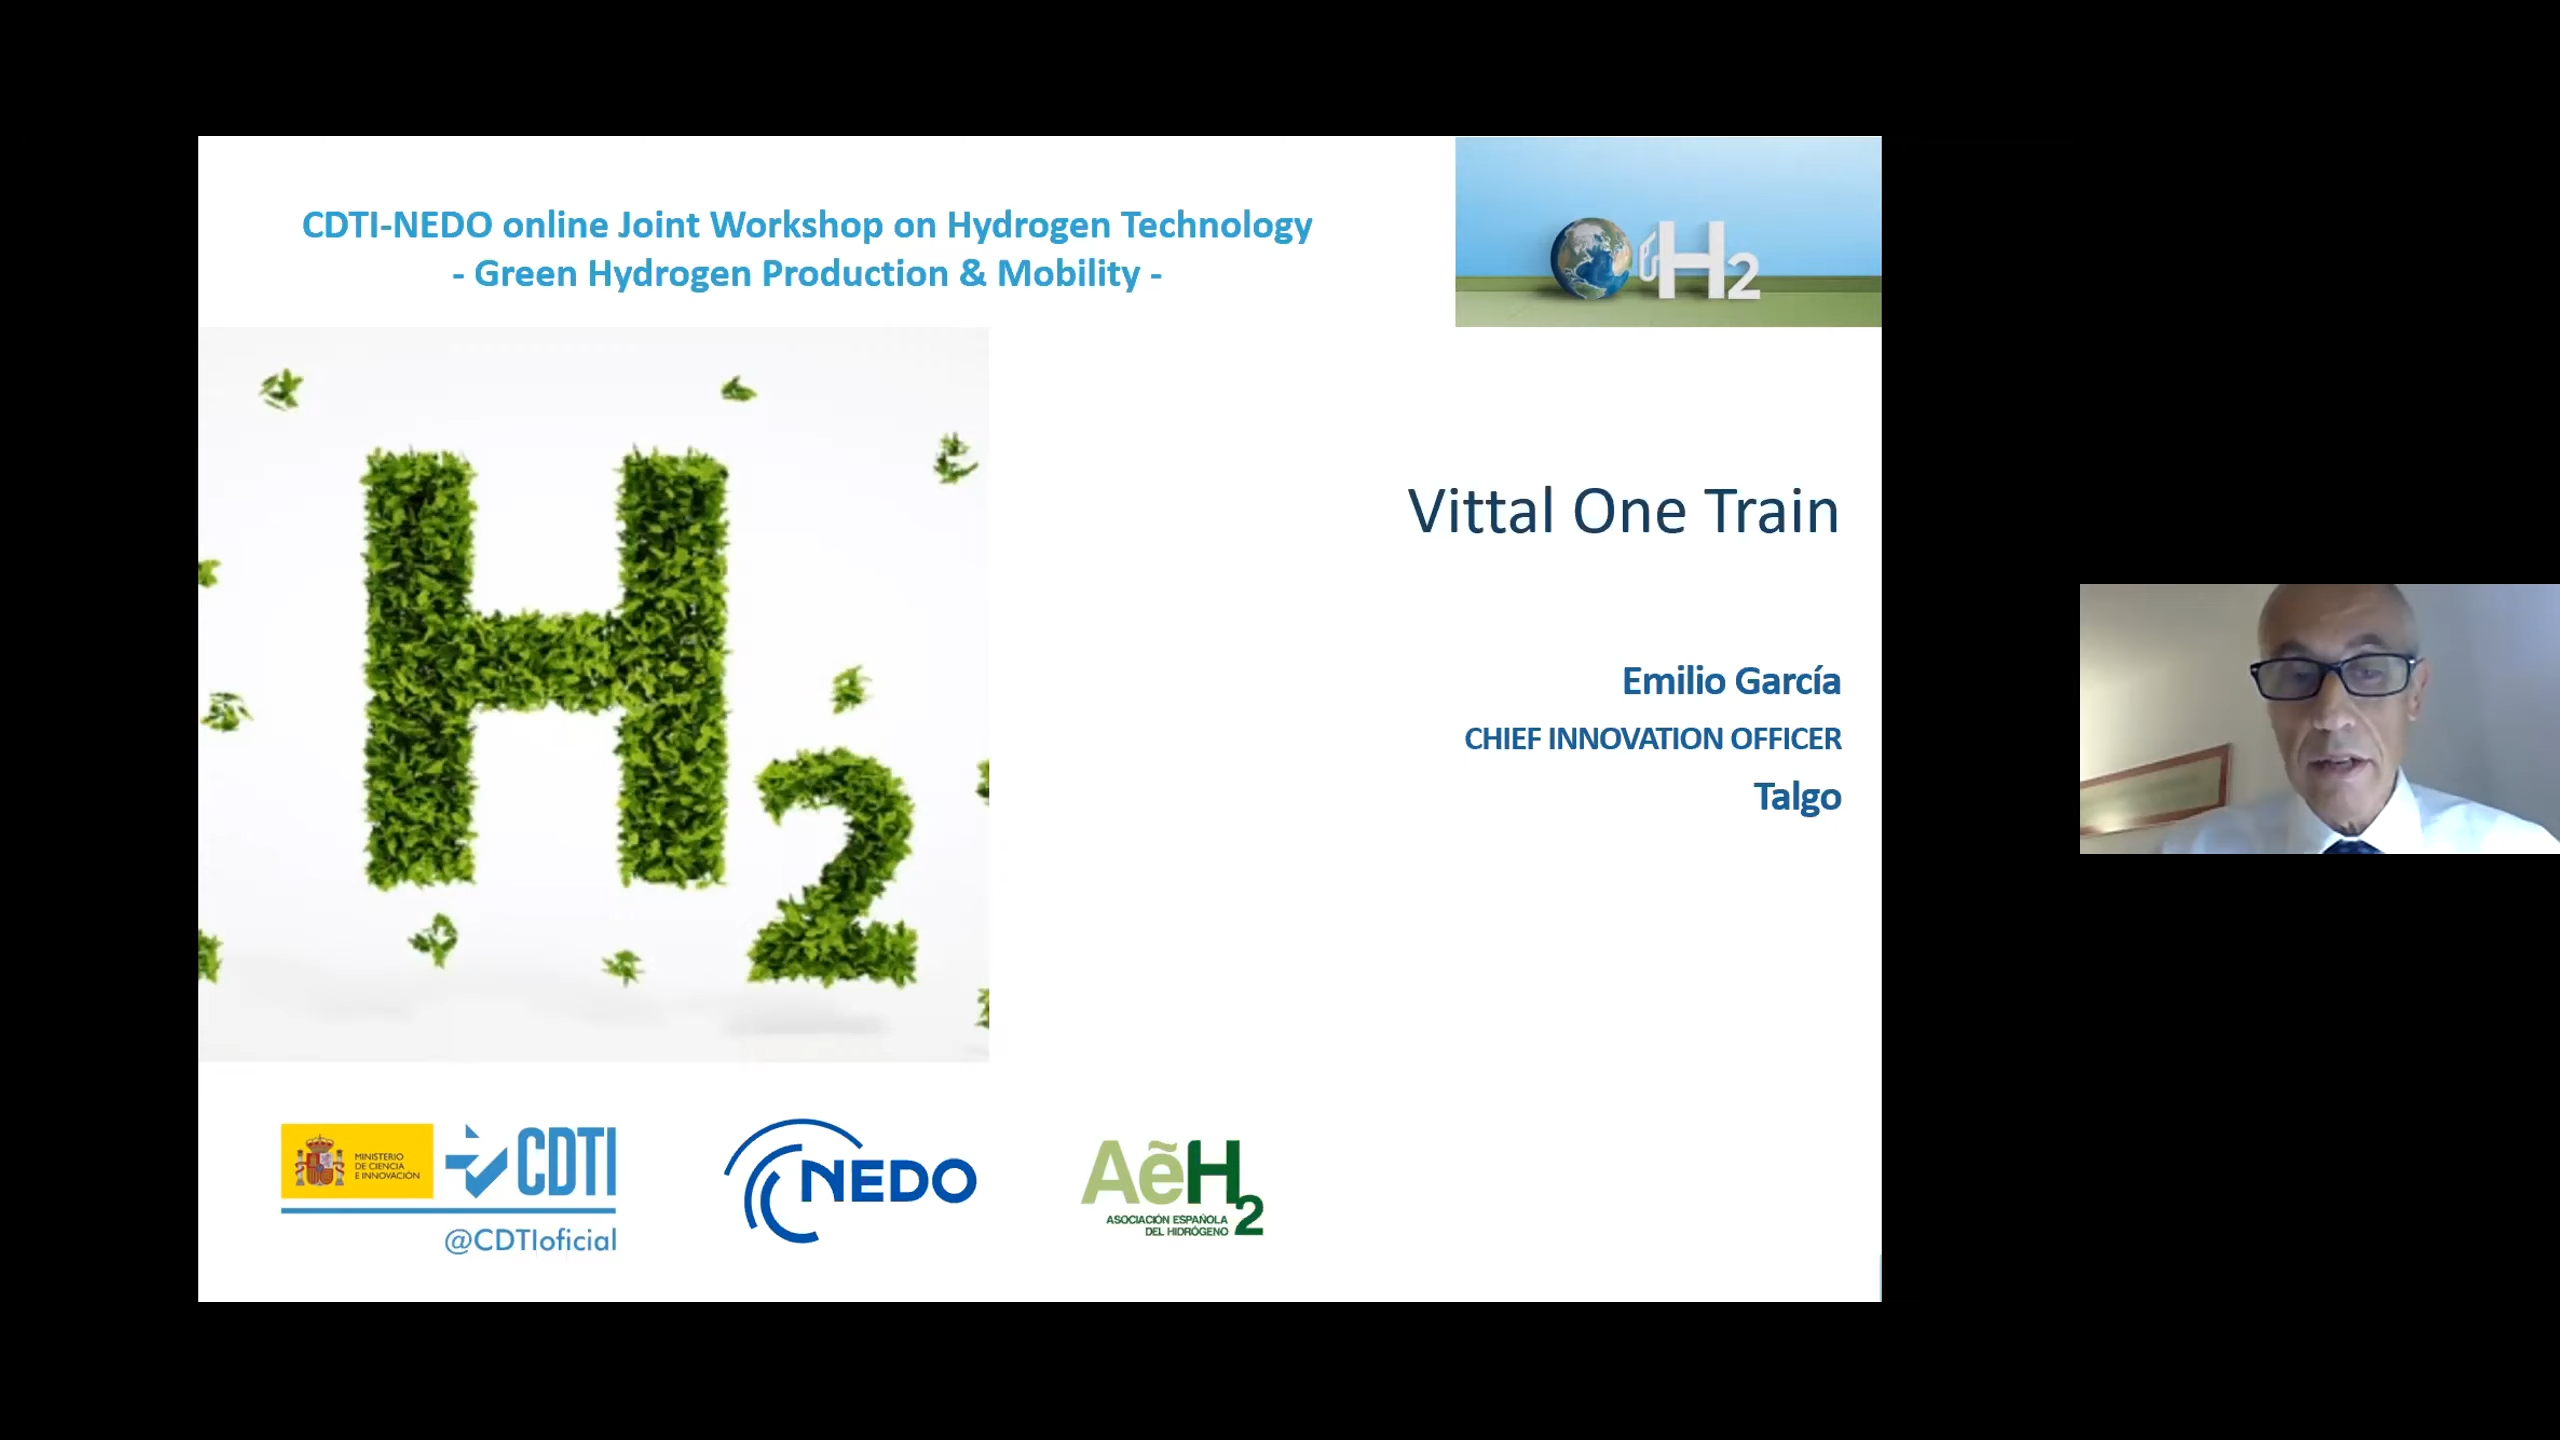 CDTI-NEDO online Joint Workshop on Hydrogen Technology
- Green Hydrogen Production & Mobility -
H2
H2
Vittal One Train
Emilio García
CHIEF INNOVATION OFFICER
Talgo
MINISTERIO
DE CIENCIA
E INNOVACIÓN
CDTI
@CDTIoficial
NEDO
AeH2
ASOCIACIÓN ESPAÑOLA
DEL HIDRÓGENO